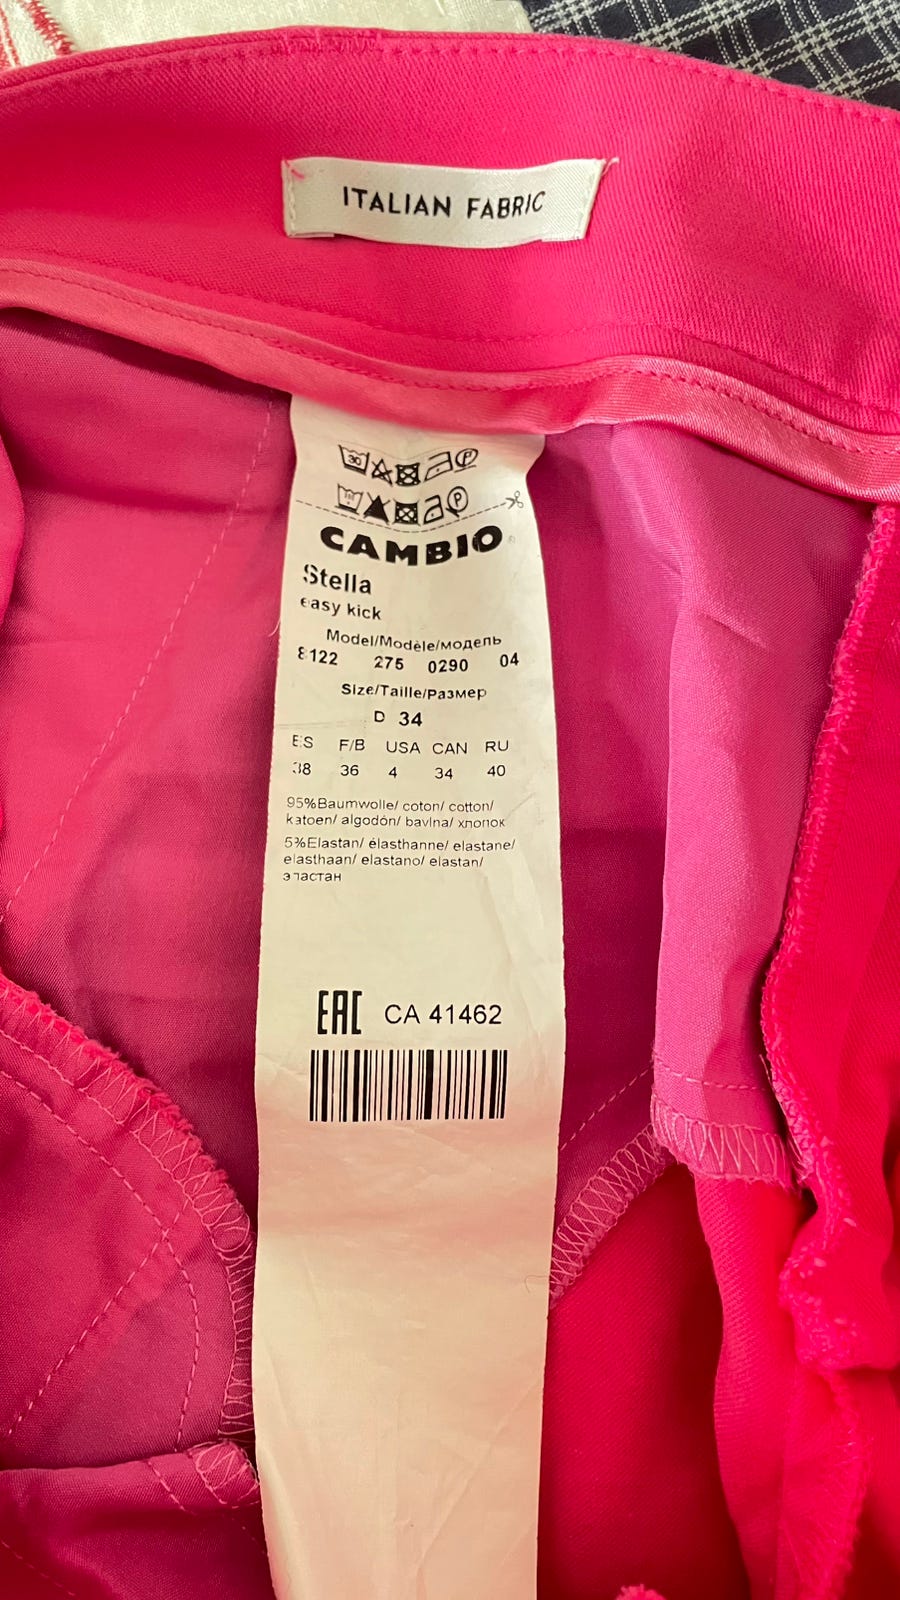 ITALIAN FABRIC
30
CAMBIO
Stella
easy kick
Model/Modèle/модель
8122 275 0290 04
Size/Taille/Размер
D 34
ES F/B USA CAN RU
38 36 4 34 40
95%Baumwolle/ coton/ cotton/
katoen/ algodón/ bavlna/ хлопок
5%Elastan/ élasthanne/ elastane/
elasthaan/ elastano/ elastan/
эластан
EAC CA 41462